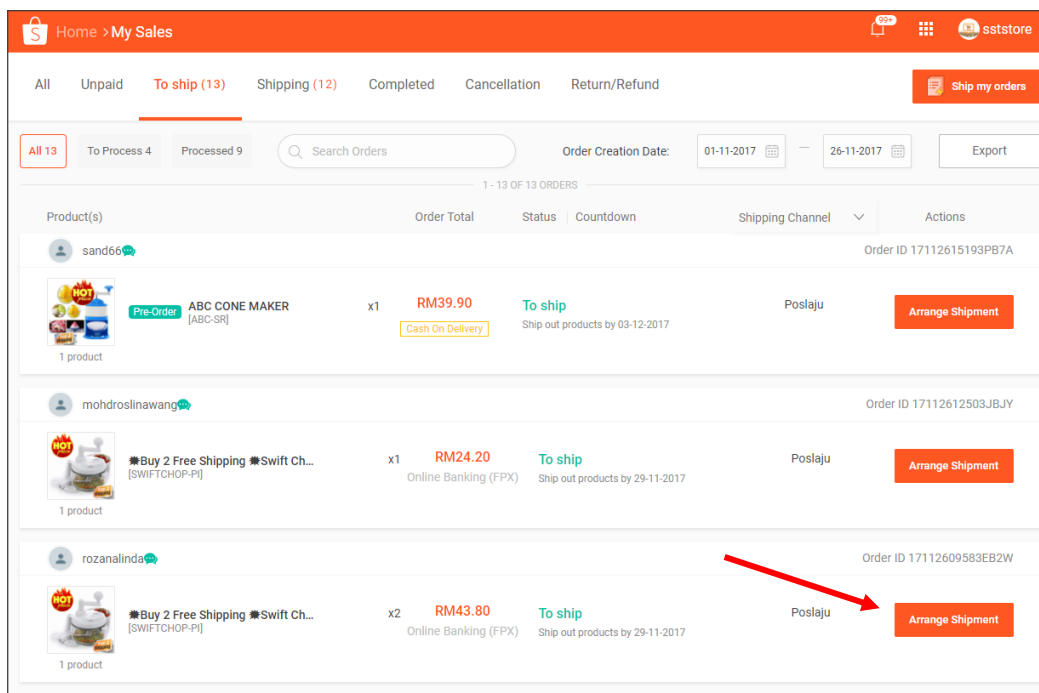 Home > My Sales
99+
sststore
All Unpaid To ship (13) Shipping (12) Completed Cancellation Return/Refund Ship my orders
All 13 To Process 4 Processed 9 Search Orders Order Creation Date: 01-11-2017 — 26-11-2017 Export
1 - 13 OF 13 ORDERS
Product(s) Order Total Status Countdown Shipping Channel Actions
sand66 Order ID 17112615193PB7A
HOT
Pre-Order ABC CONE MAKER x1 RM39.90 To ship Poslaju Arrange Shipment
[ABC-SR] Cash On Delivery Ship out products by 03-12-2017
1 product
mohdroslinawang Order ID 17112612503JBJY
HOT
✹Buy 2 Free Shipping ✹Swift Ch... x1 RM24.20 To ship Poslaju Arrange Shipment
[SWIFTCHOP-PI] Online Banking (FPX) Ship out products by 29-11-2017
1 product
rozanalinda Order ID 17112609583EB2W
HOT
✹Buy 2 Free Shipping ✹Swift Ch... x2 RM43.80 To ship Poslaju Arrange Shipment
[SWIFTCHOP-PI] Online Banking (FPX) Ship out products by 29-11-2017
1 product